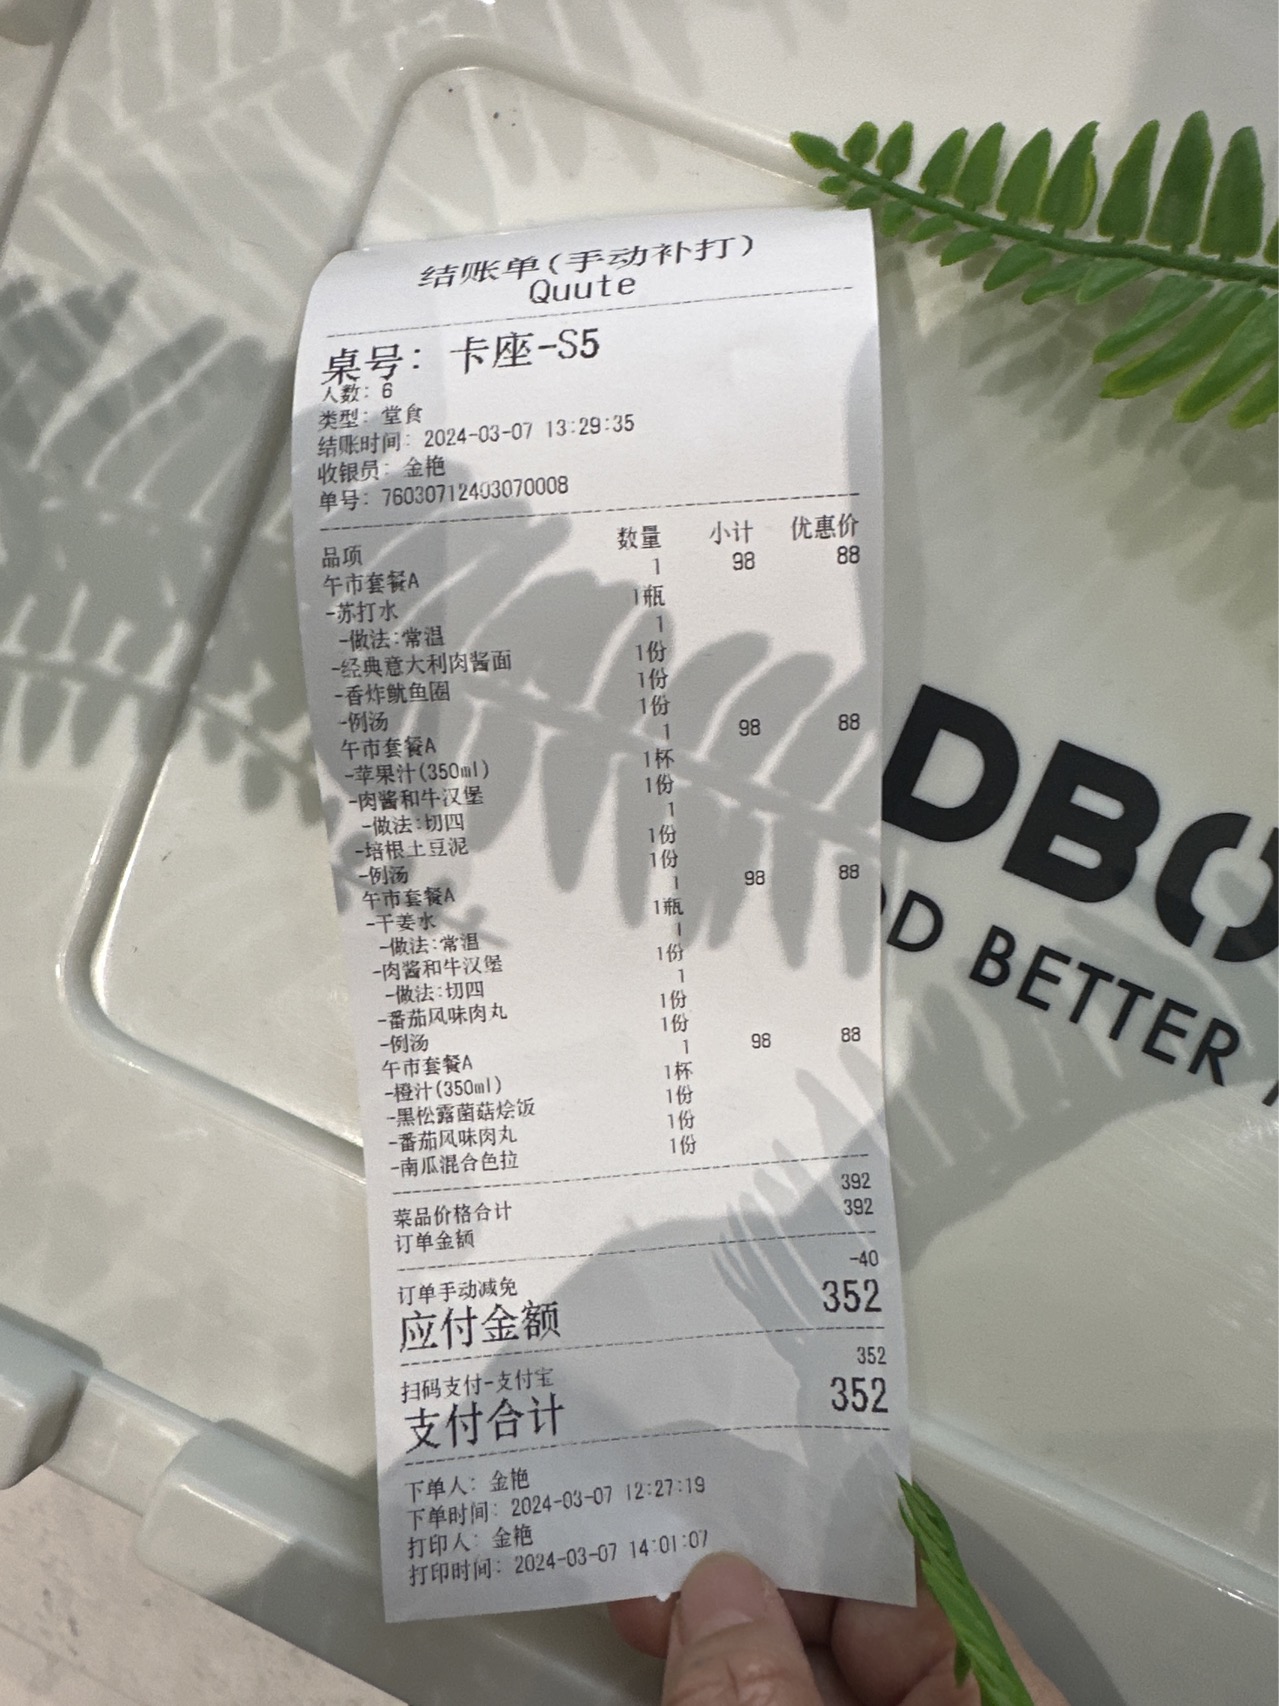 结账单(手动补打)
Quute
桌号: 卡座-S5
人数: 6
类型: 堂食
结账时间: 2024-03-07 13:29:35
收银员: 金艳
单号: 76030712403070008
品项 数量 小计 优惠价
午市套餐A 1 98 88
-苏打水 1瓶
-做法:常温 1
-经典意大利肉酱面 1份
-香炸鱿鱼圈 1份
-例汤 1份
午市套餐A 1 98 88
-苹果汁(350ml) 1杯
-肉酱和牛汉堡 1份
-做法:切四 1
-培根土豆泥 1份
-例汤 1份
午市套餐A 1 98 88
-干姜水 1瓶
-做法:常温 1
-肉酱和牛汉堡 1份
-做法:切四 1
-番茄风味肉丸 1份
-例汤 1份
午市套餐A 1 98 88
-橙汁(350ml) 1杯
-黑松露菌菇烩饭 1份
-番茄风味肉丸 1份
-南瓜混合色拉 1份
菜品价格合计 392
订单金额 392
订单手动减免 -40
应付金额 352
扫码支付-支付宝 352
支付合计 352
下单人: 金艳
下单时间: 2024-03-07 12:27:19
打印人: 金艳
打印时间: 2024-03-07 14:01:07
DBO
D BETTER